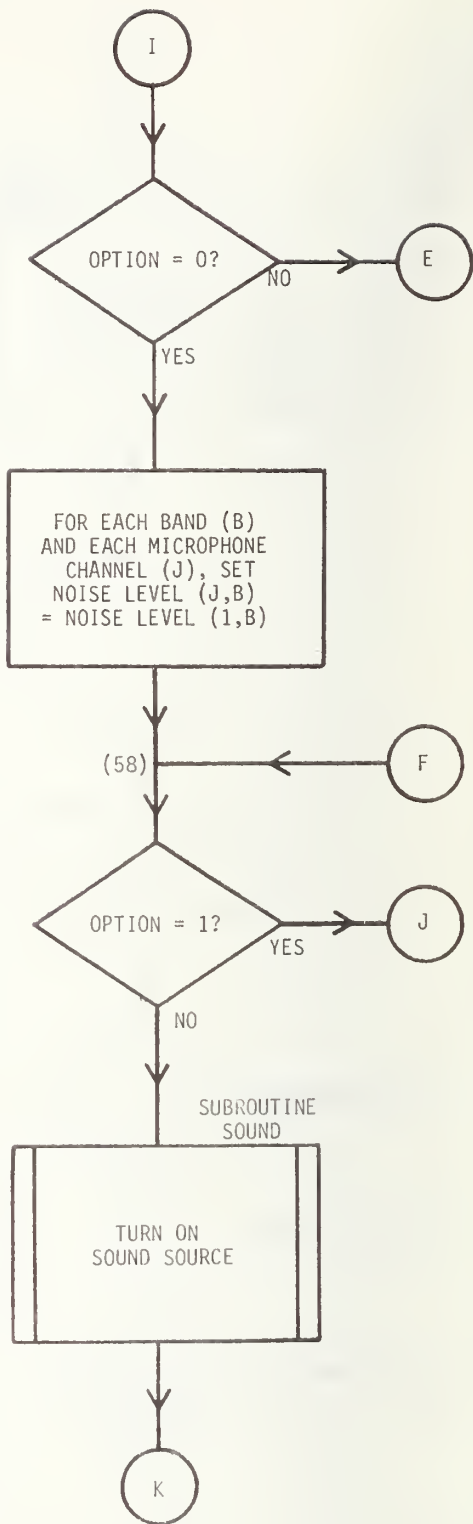 I
OPTION = 0?
NO
E
YES
FOR EACH BAND (B)
AND EACH MICROPHONE
CHANNEL (J), SET
NOISE LEVEL (J,B)
= NOISE LEVEL (1,B)
(58)
F
OPTION = 1?
YES
J
NO
SUBROUTINE
SOUND
TURN ON
SOUND SOURCE
K